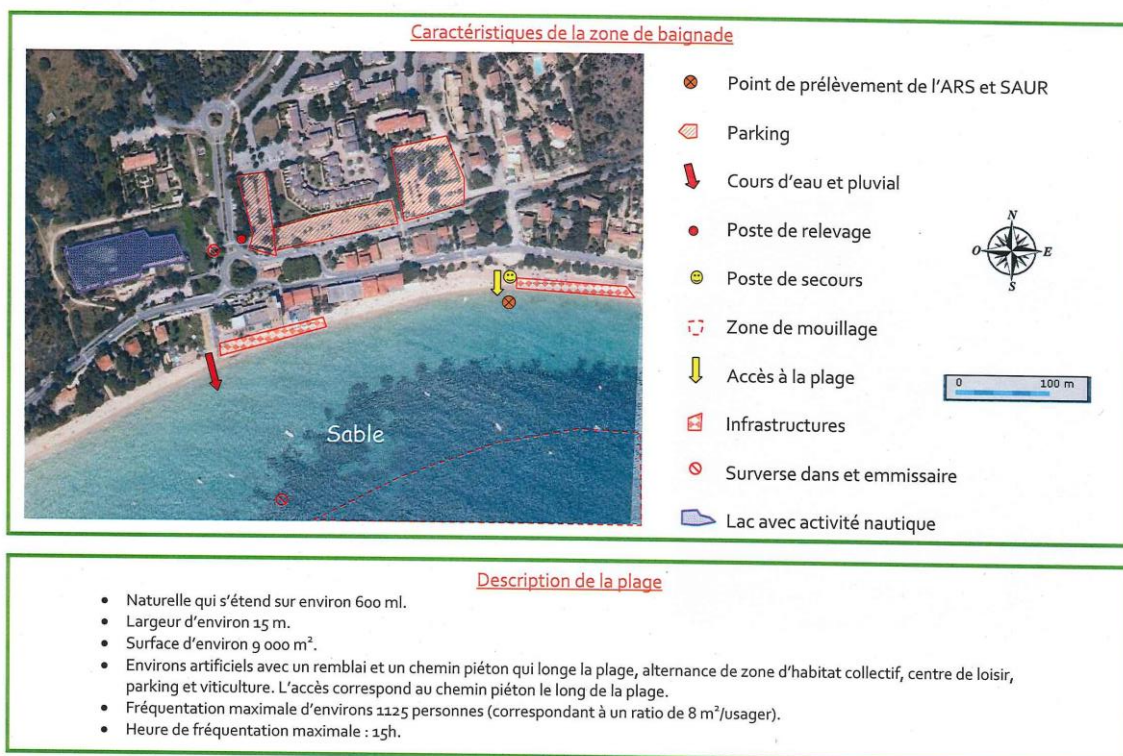 Caractéristiques de la zone de baignade
Sable
Point de prélèvement de l'ARS et SAUR
Parking
Cours d'eau et pluvial
Poste de relevage
Poste de secours
Zone de mouillage
Accès à la plage
Infrastructures
Surverse dans et emmissaire
Lac avec activité nautique
N
O E
S
0 100 m
Description de la plage
• Naturelle qui s'étend sur environ 600 ml.
• Largeur d'environ 15 m.
• Surface d'environ 9 000 m².
• Environs artificiels avec un remblai et un chemin piéton qui longe la plage, alternance de zone d'habitat collectif, centre de loisir,
parking et viticulture. L'accès correspond au chemin piéton le long de la plage.
• Fréquentation maximale d'environs 1125 personnes (correspondant à un ratio de 8 m²/usager).
• Heure de fréquentation maximale : 15h.